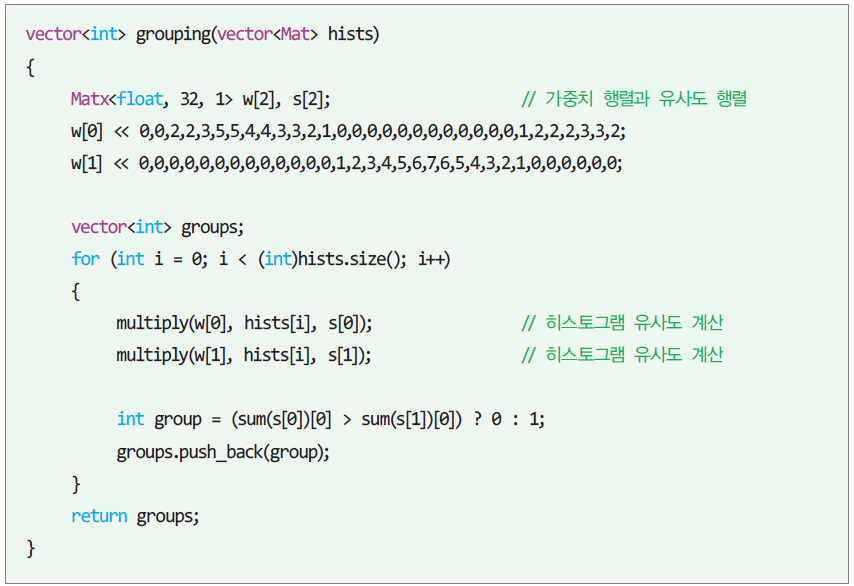 vector<int> grouping(vector<Mat> hists)
{
Matx<float, 32, 1> w[2], s[2]; // 가중치 행렬과 유사도 행렬
w[0] << 0,0,2,2,3,5,5,4,4,3,3,2,1,0,0,0,0,0,0,0,0,0,0,0,0,1,2,2,2,3,3,2;
w[1] << 0,0,0,0,0,0,0,0,0,0,0,0,0,1,2,3,4,5,6,7,6,5,4,3,2,1,0,0,0,0,0,0;
vector<int> groups;
for (int i = 0; i < (int)hists.size(); i++)
{
multiply(w[0], hists[i], s[0]); // 히스토그램 유사도 계산
multiply(w[1], hists[i], s[1]); // 히스토그램 유사도 계산
int group = (sum(s[0])[0] > sum(s[1])[0]) ? 0 : 1;
groups.push_back(group);
}
return groups;
}